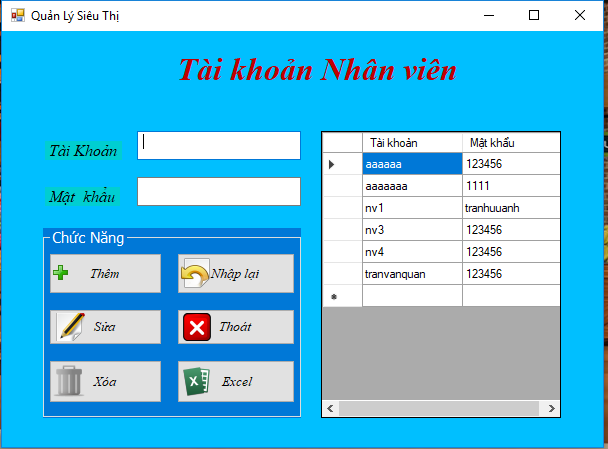 Quản Lý Siêu Thị
Tài khoản Nhân viên
Tài Khoản
Mật khẩu
Chức Năng
Thêm
Nhập lại
Sửa
Thoát
Xóa
Excel
Tài khoản Mật khẩu
aaaaaa 123456
aaaaaaa 1111
nv1 tranhuuanh
nv3 123456
nv4 123456
tranvanquan 123456